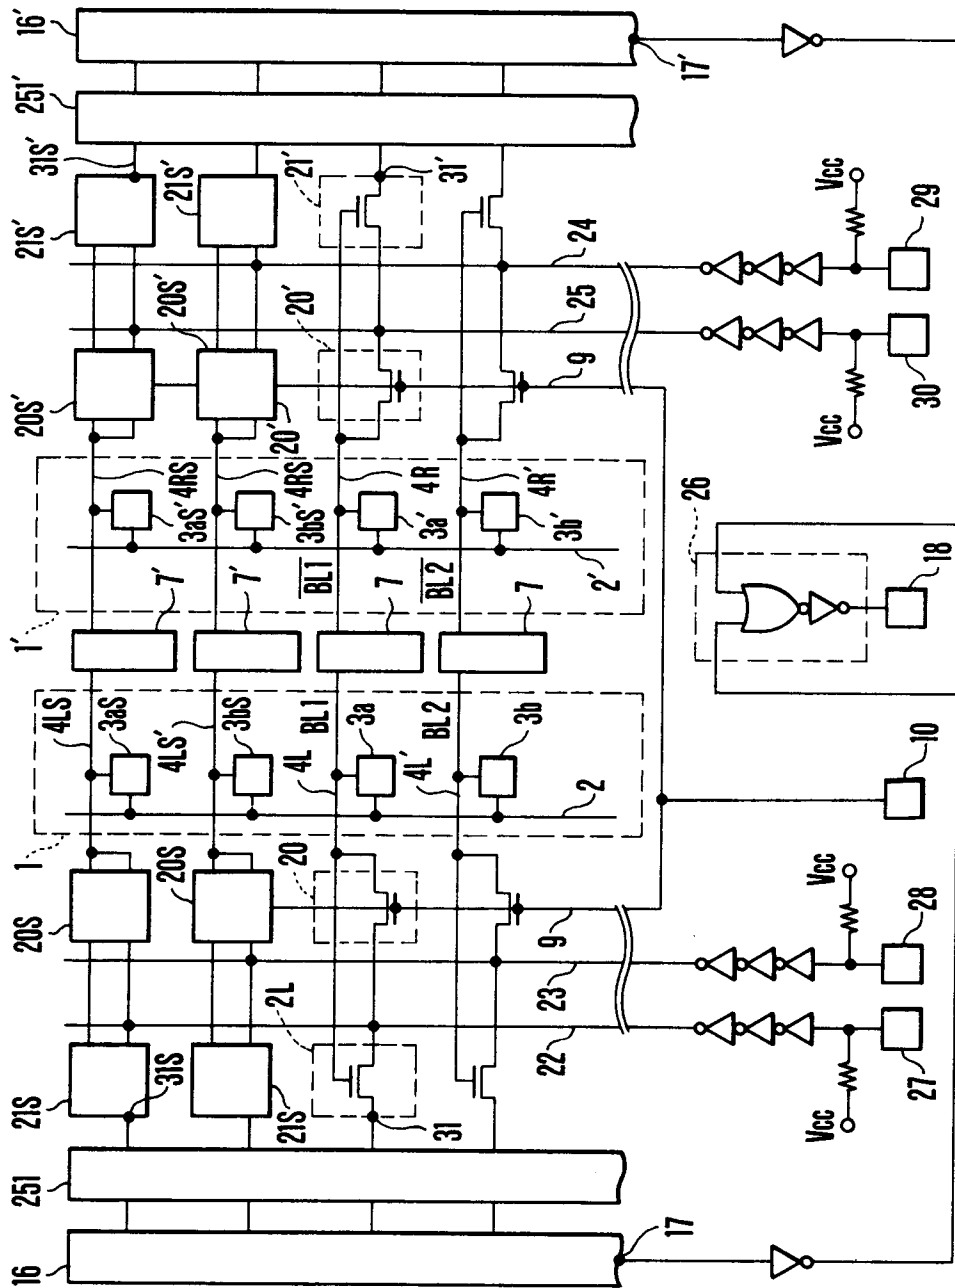 16
251
21S
20S
1
1'
20S'
21S'
251'
16'
4LS
3aS
7'
3aS'
4RS
31S'
31S
20S
4LS'
20S'
21S'
3bS
7'
3bS'
4RS'
21S
2L
20
4L
BL1
3a
7
BL1
3a'
4R
20'
20'
21'
31'
31
4L'
BL2
3b
7
BL2
3b'
4R'
2
2'
22
23
9
9
25
24
17
17'
26
Vcc
Vcc
Vcc
Vcc
27
28
10
18
30
29